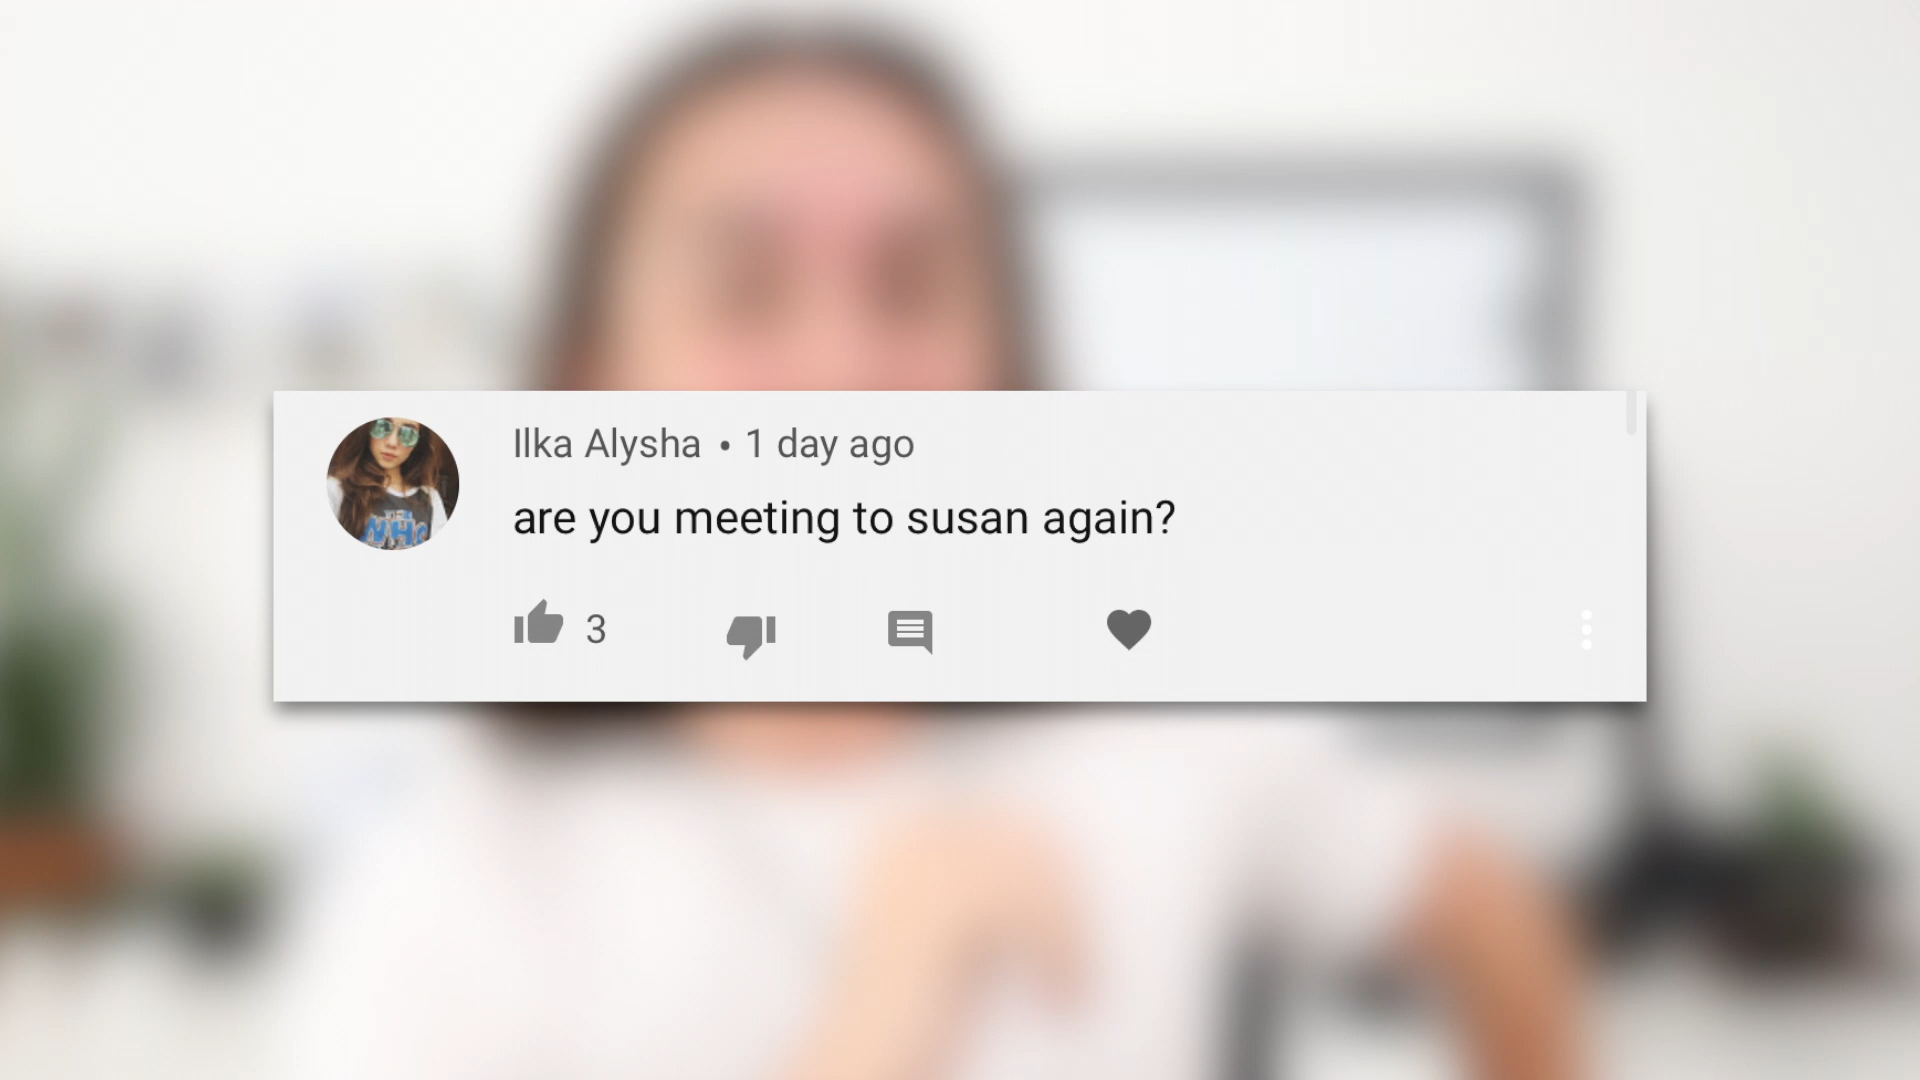 Ilka Alysha • 1 day ago
are you meeting to susan again?
3